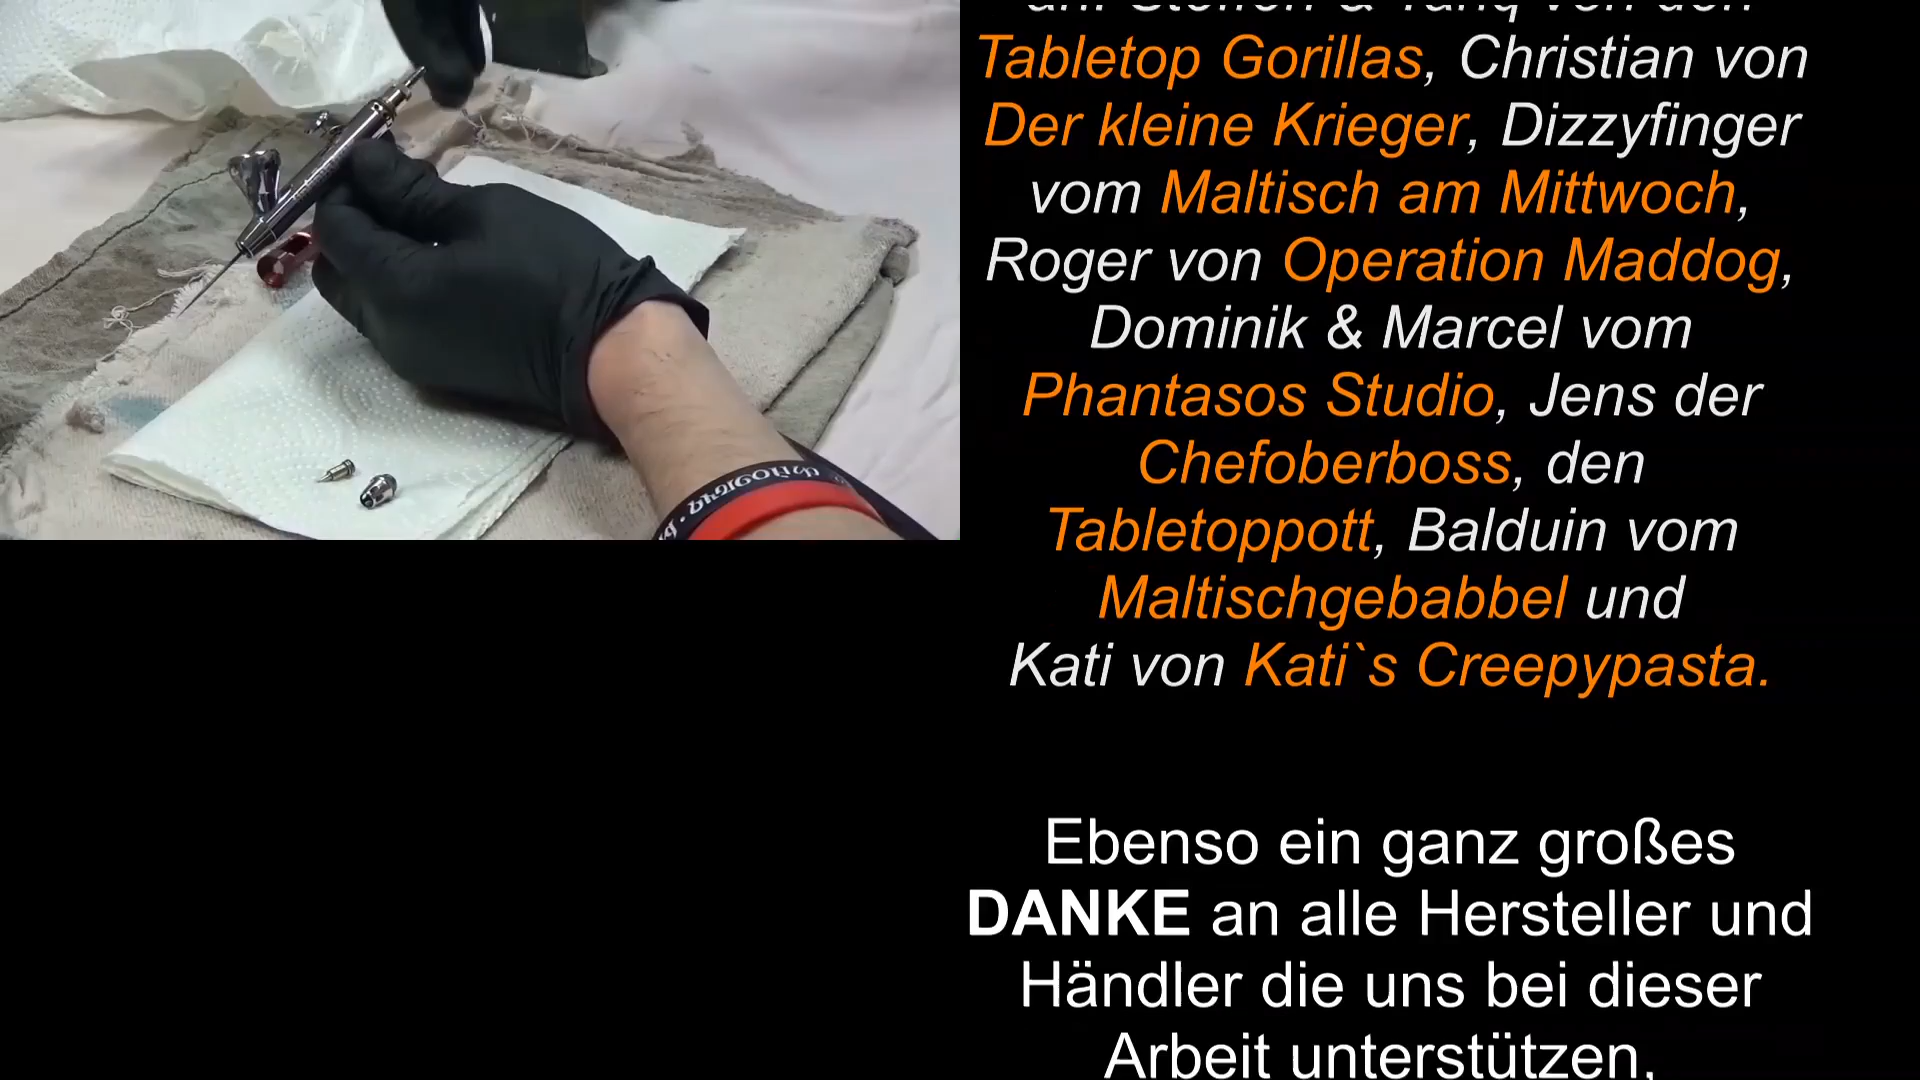 Tabletop Gorillas, Christian von
Der kleine Krieger, Dizzyfinger
vom Maltisch am Mittwoch,
Roger von Operation Maddog,
Dominik & Marcel vom
Phantasos Studio, Jens der
Chefoberboss, den
Tabletoppott, Balduin vom
Maltischgebabbel und
Kati von Kati`s Creepypasta.
Ebenso ein ganz großes
DANKE an alle Hersteller und
Händler die uns bei dieser
Arbeit unterstützen,